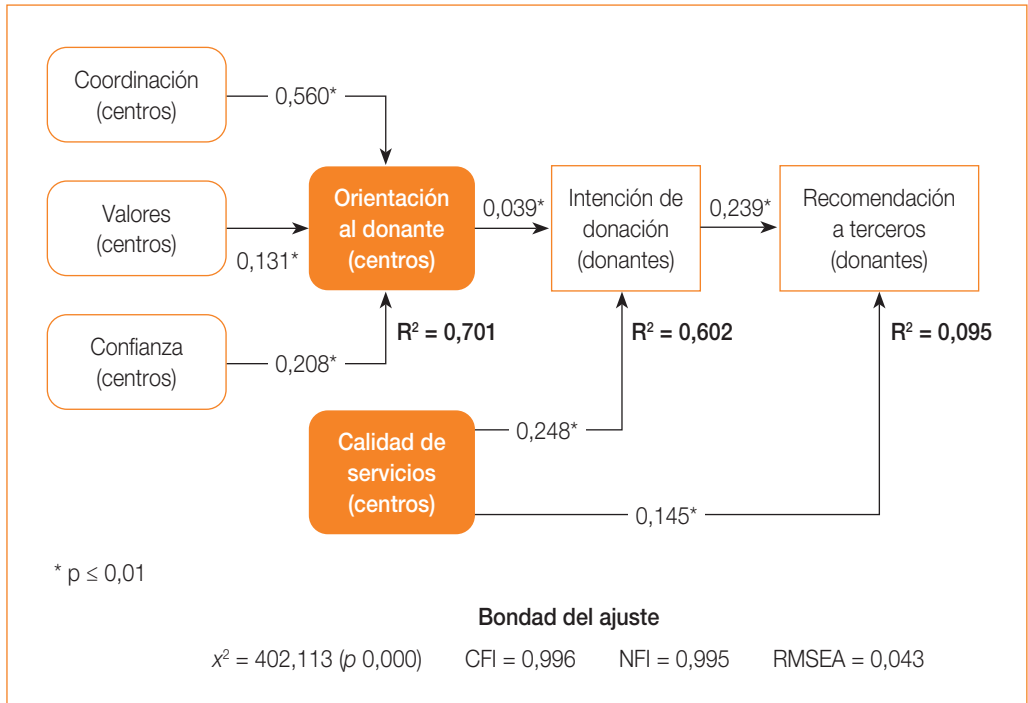 Coordinación
(centros)
0,560*
Valores
(centros)
0,131*
Confianza
(centros)
0,208*
Orientación
al donante
(centros)
R² = 0,701
0,039*
Intención de
donación
(donantes)
R² = 0,602
0,239*
Recomendación
a terceros
(donantes)
R² = 0,095
Calidad de
servicios
(centros)
0,248*
0,145*
* p ≤ 0,01
Bondad del ajuste
x² = 402,113 (p 0,000) CFI = 0,996 NFI = 0,995 RMSEA = 0,043